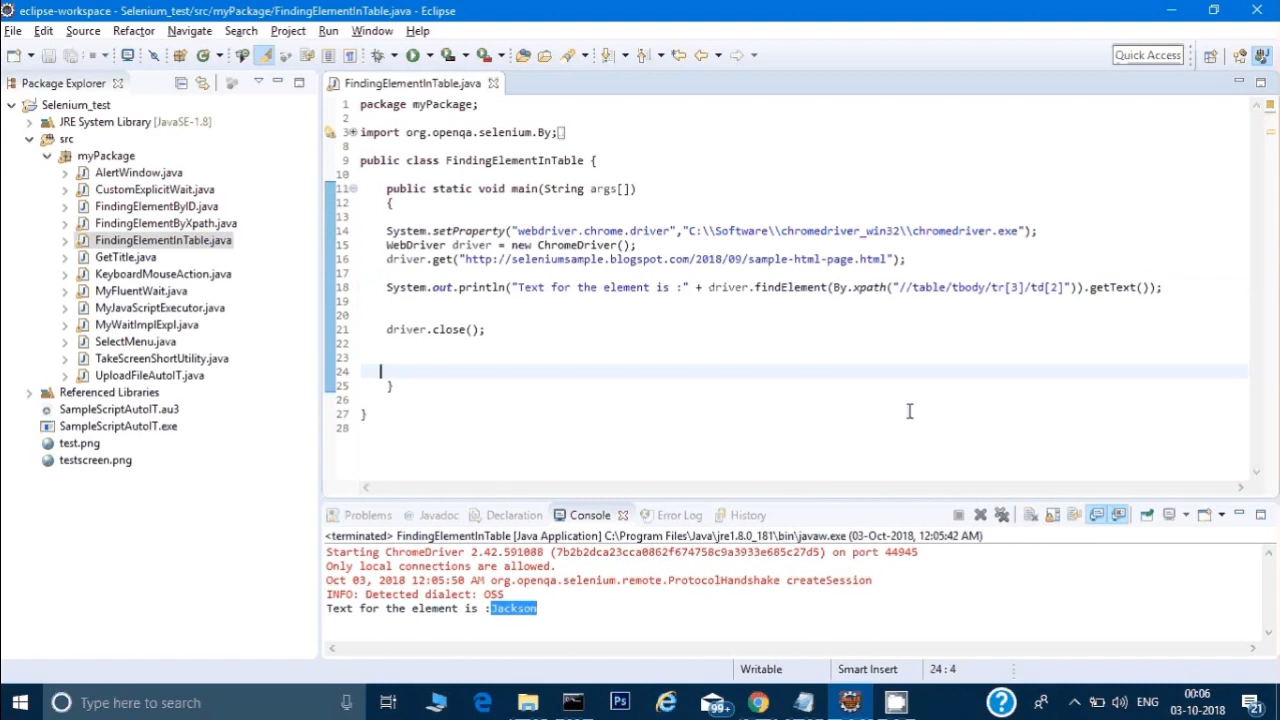 eclipse-workspace - Selenium_test/src/myPackage/FindingElementInTable.java - Eclipse
File Edit Source Refactor Navigate Search Project Run Window Help
Quick Access
Package Explorer
Selenium_test
JRE System Library [JavaSE-1.8]
src
myPackage
AlertWindow.java
CustomExplicitWait.java
FindingElementByID.java
FindingElementByXpath.java
FindingElementInTable.java
GetTitle.java
KeyboardMouseAction.java
MyFluentWait.java
MyJavaScriptExecutor.java
MyWaitImplExpl.java
SelectMenu.java
TakeScreenShortUtility.java
UploadFileAutoIT.java
Referenced Libraries
SampleScriptAutoIT.au3
SampleScriptAutoIT.exe
test.png
testscreen.png
FindingElementInTable.java
1 package myPackage;
2
3 import org.openqa.selenium.By;
8
9 public class FindingElementInTable {
10
11 public static void main(String args[])
12 {
13
14 System.setProperty("webdriver.chrome.driver","C:\\Software\\chromedriver_win32\\chromedriver.exe");
15 WebDriver driver = new ChromeDriver();
16 driver.get("http://seleniumsample.blogspot.com/2018/09/sample-html-page.html");
17
18 System.out.println("Text for the element is :" + driver.findElement(By.xpath("//table/tbody/tr[3]/td[2]")).getText());
19
20
21 driver.close();
22
23
24
25 }
26
27 }
28
Problems Javadoc Declaration Console Error Log History
<terminated> FindingElementInTable [Java Application] C:\Program Files\Java\jre1.8.0_181\bin\javaw.exe (03-Oct-2018, 12:05:42 AM)
Starting ChromeDriver 2.42.591088 (7b2b2dca23cca0862f674758c9a3933e685c27d5) on port 44945
Only local connections are allowed.
Oct 03, 2018 12:05:50 AM org.openqa.selenium.remote.ProtocolHandshake createSession
INFO: Detected dialect: OSS
Text for the element is :Jackson
Writable Smart Insert 24 : 4
Type here to search
Ps
99+
ENG
00:06
03-10-2018
21